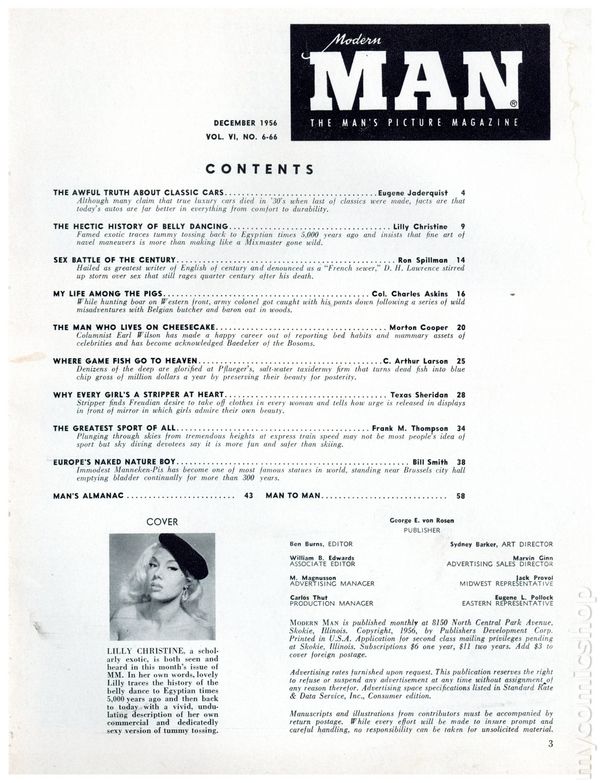 Modern
MAN®
THE MAN'S PICTURE MAGAZINE
DECEMBER 1956
VOL. VI, NO. 6-66
CONTENTS
THE AWFUL TRUTH ABOUT CLASSIC CARS.................................Eugene Jaderquist 4
Although many claim that true luxury cars died in '30's when last of classics were made, facts are that
today's autos are far better in everything from comfort to durability.
THE HECTIC HISTORY OF BELLY DANCING...................................Lilly Christine 9
Famed exotic traces tummy tossing back to Egyptian times 5,000 years ago and insists that fine art of
navel maneuvers is more than making like a Mixmaster gone wild.
SEX BATTLE OF THE CENTURY................................................Ron Spillman 14
Hailed as greatest writer of English of century and denounced as a "French sewer," D. H. Lawrence stirred
up storm over sex that still rages quarter century after his death.
MY LIFE AMONG THE PIGS.............................................Col. Charles Askins 16
While hunting boar on Western front, army colonel got caught with his pants down following a series of wild
misadventures with Belgian butcher and baron out in woods.
THE MAN WHO LIVES ON CHEESECAKE.....................................Morton Cooper 20
Columnist Earl Wilson has made a happy career out of reporting bed habits and mammary assets of
celebrities and has become acknowledged Baedeker of the Bosoms.
WHERE GAME FISH GO TO HEAVEN........................................C. Arthur Larson 25
Denizens of the deep are glorified at Pflueger's, salt-water taxidermy firm that turns dead fish into blue
chip gross of million dollars a year by preserving their beauty for posterity.
WHY EVERY GIRL'S A STRIPPER AT HEART...................................Texas Sheridan 28
Stripper finds Freudian desire to take off clothes in every woman and tells how urge is released in displays
in front of mirror in which girls admire their own beauty.
THE GREATEST SPORT OF ALL...........................................Frank M. Thompson 34
Plunging through skies from tremendous heights at express train speed may not be most people's idea of
sport but sky diving devotees say it is more fun and safer than skiing.
EUROPE'S NAKED NATURE BOY..................................................Bill Smith 38
Immodest Manneken-Pis has become one of most famous statues in world, standing near Brussels city hall
emptying bladder continually for more than 300 years.
MAN'S ALMANAC ......................... 43 MAN TO MAN............................. 58
COVER
LILLY CHRISTINE, a schol-
arly exotic, is both seen and
heard in this month's issue of
MM. In her own words, lovely
Lilly traces the history of the
belly dance to Egyptian times
5,000 years ago and then back
to today with a vivid, undu-
lating description of her own
commercial and dedicatedly
sexy version of tummy tossing.
George E. von Rosen
PUBLISHER
Ben Burns, EDITOR
Sydney Barker, ART DIRECTOR
William B. Edwards
ASSOCIATE EDITOR
Marvin Ginn
ADVERTISING SALES DIRECTOR
M. Magnusson
ADVERTISING MANAGER
Jack Provol
MIDWEST REPRESENTATIVE
Carlos Thut
PRODUCTION MANAGER
Eugene L. Pollock
EASTERN REPRESENTATIVE
MODERN MAN is published monthly at 8150 North Central Park Avenue,
Skokie, Illinois. Copyright, 1956, by Publishers Development Corp.
Printed in U.S.A. Application for second class mailing privileges pending
at Skokie, Illinois. Subscriptions $6 one year, $11 two years. Add $3 to
cover foreign postage.
Advertising rates furnished upon request. This publication reserves the right
to refuse or suspend any advertisement at any time without assignment of
any reason therefor. Advertising space specifications listed in Standard Rate
& Data Service, Inc., Consumer edition.
Manuscripts and illustrations from contributors must be accompanied by
return postage. While every effort will be made to insure prompt and
careful handling, no responsibility can be taken for unsolicited material.
3
mycomicshop